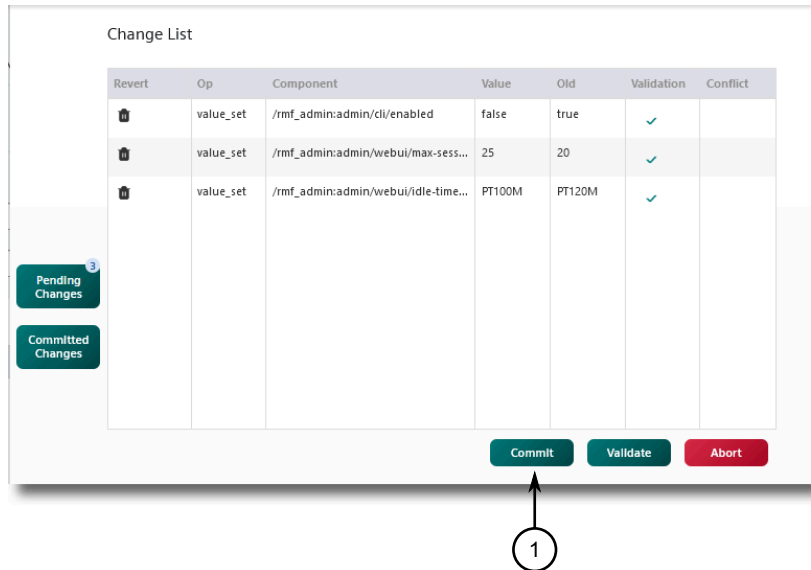 Change List
Revert Op Component Value Old Validation Conflict
value_set /rmf_admin:admin/cli/enabled false true
value_set /rmf_admin:admin/webui/max-sess... 25 20
value_set /rmf_admin:admin/webui/idle-time... PT100M PT120M
3
Pending
Changes
Committed
Changes
Commit Validate Abort
1